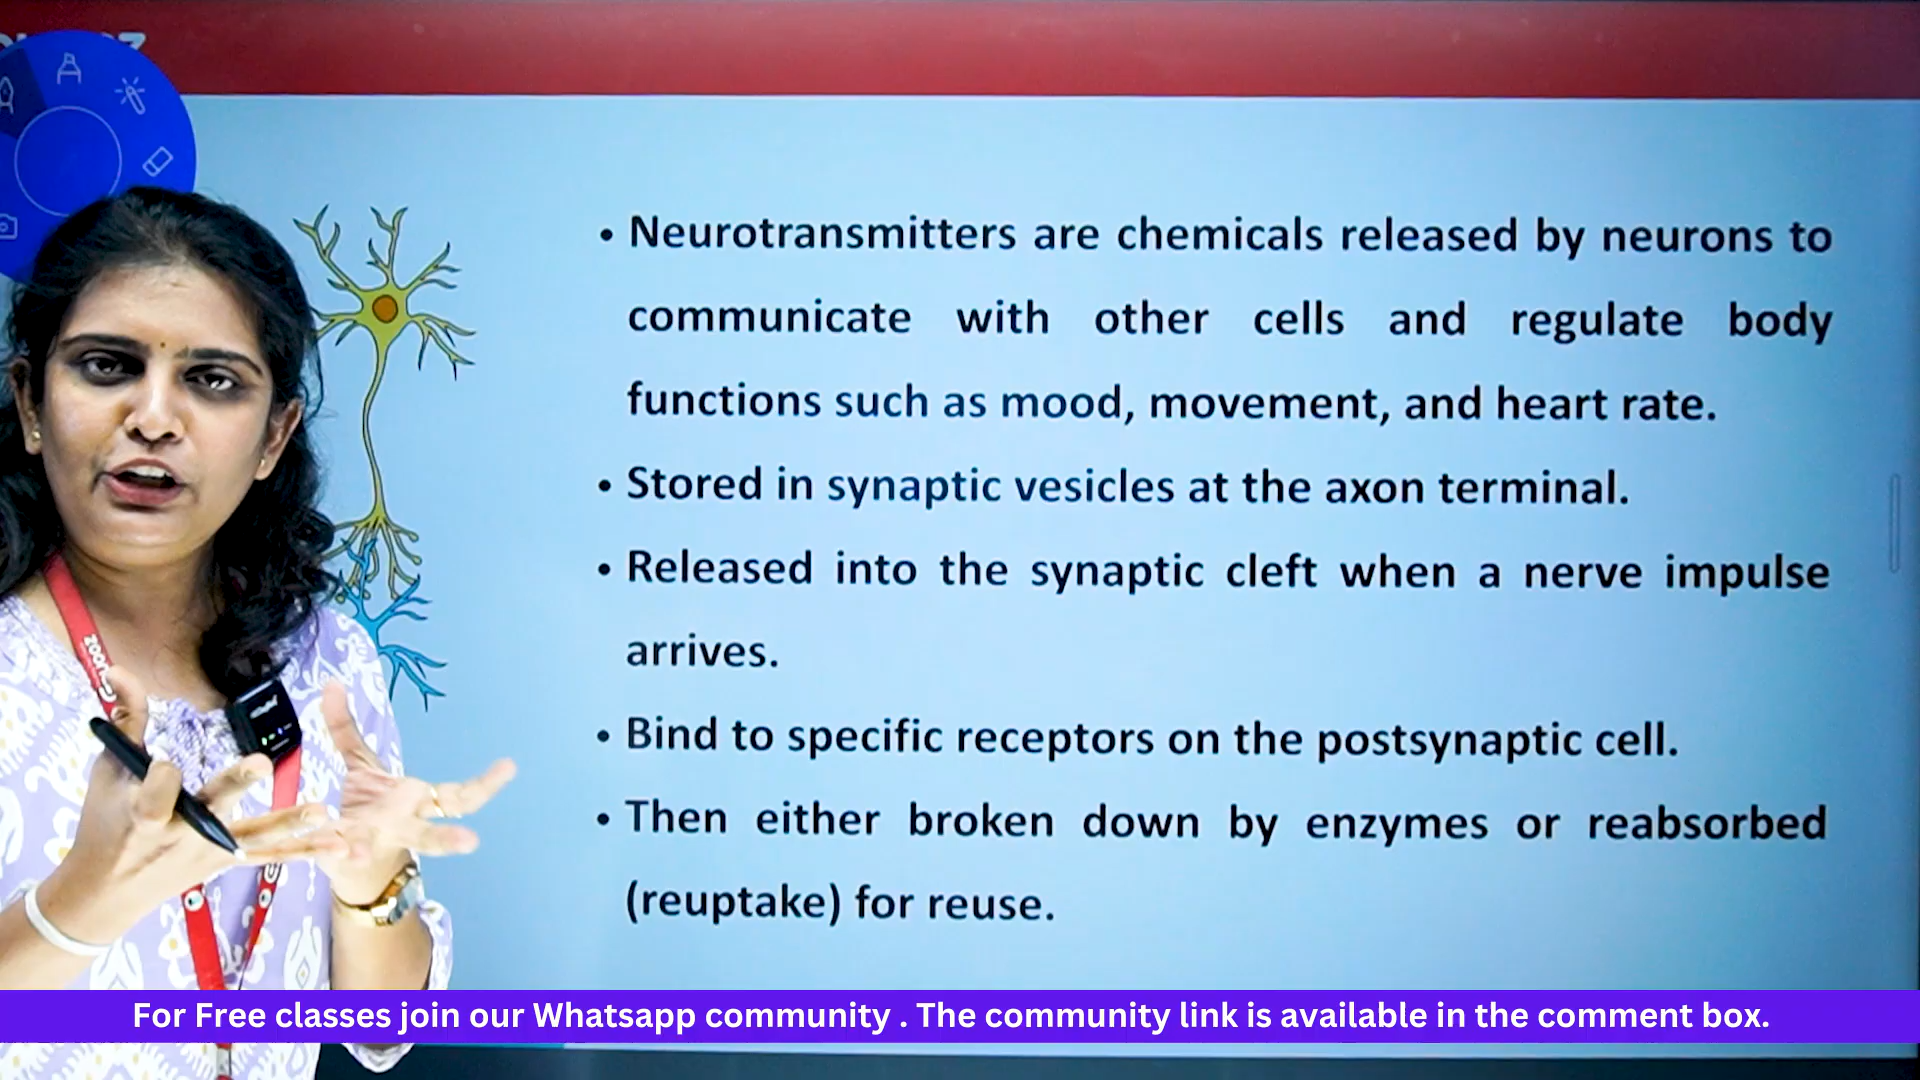 • Neurotransmitters are chemicals released by neurons to
communicate with other cells and regulate body
functions such as mood, movement, and heart rate.
• Stored in synaptic vesicles at the axon terminal.
• Released into the synaptic cleft when a nerve impulse
arrives.
• Bind to specific receptors on the postsynaptic cell.
• Then either broken down by enzymes or reabsorbed
(reuptake) for reuse.
For Free classes join our Whatsapp community . The community link is available in the comment box.